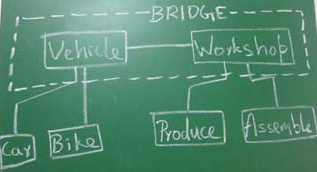 BRIDGE
Vehicle Workshop
Car Bike Produce Assemble